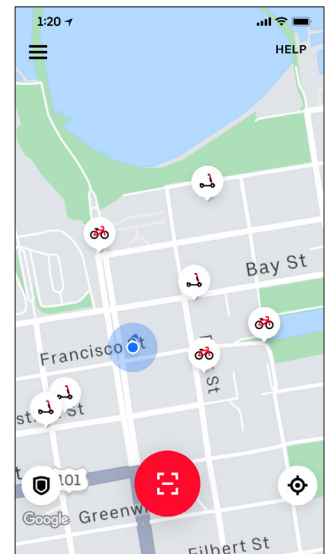 1:20
HELP
Bay St
Francisco St
St
St
101
Google
Greenw
Filbert St